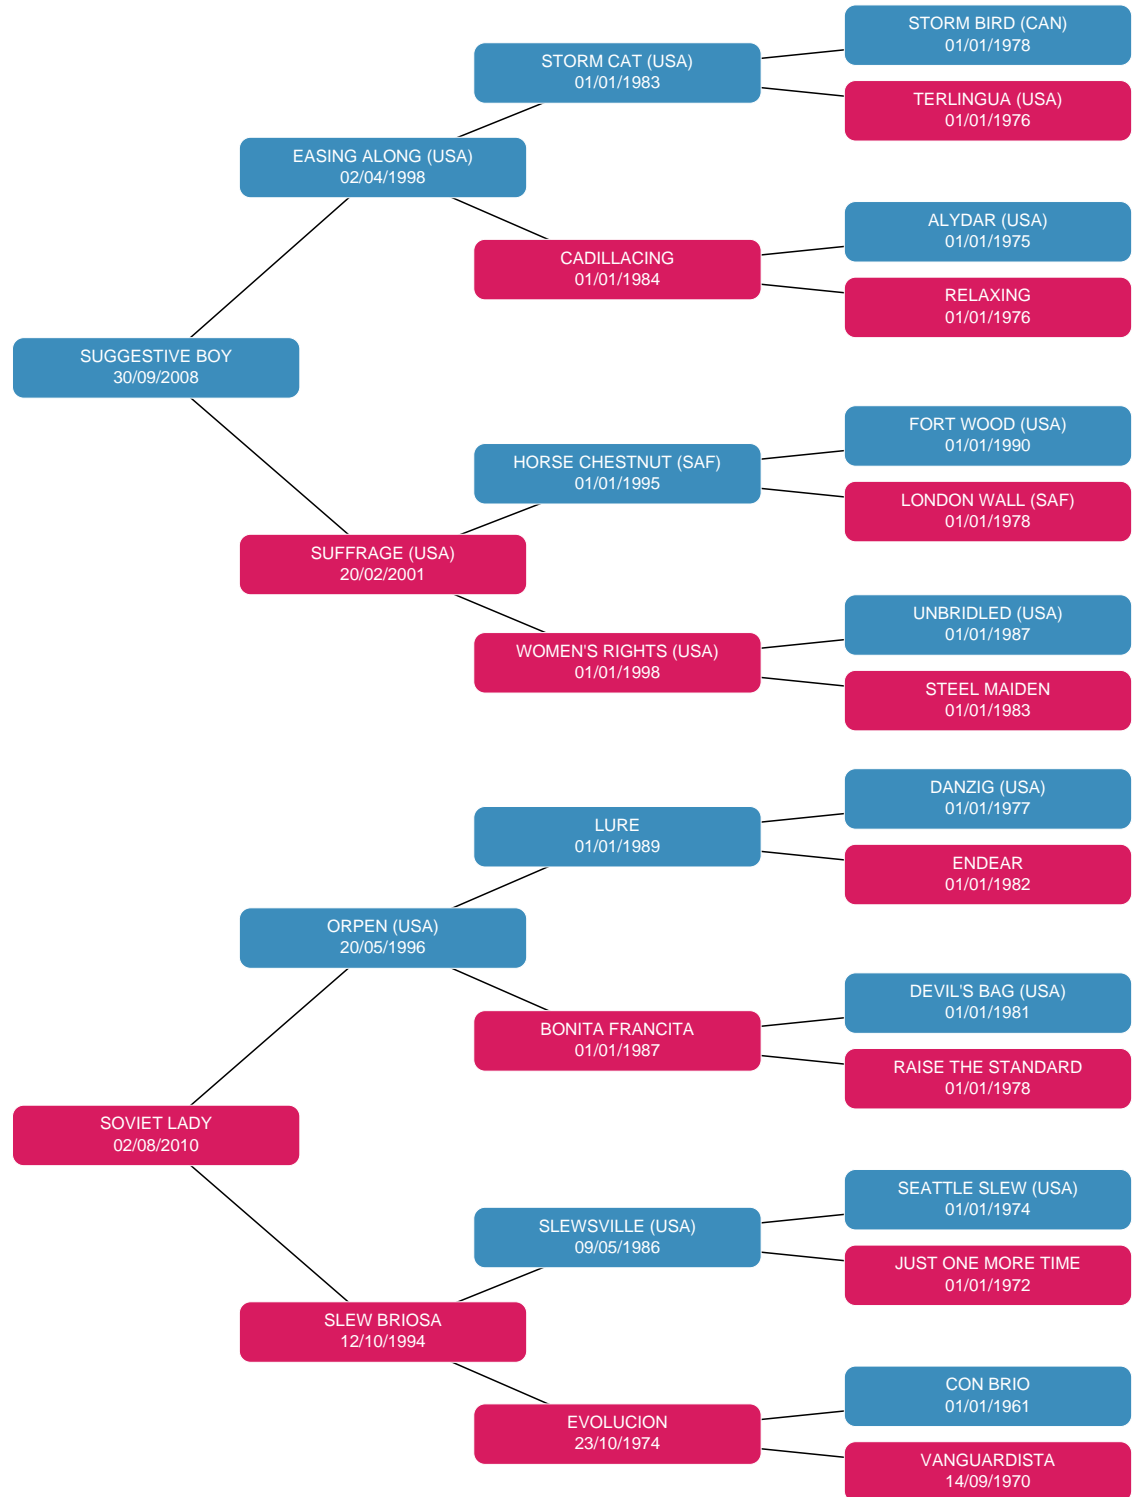 STORM BIRD (CAN)
01/01/1978
STORM CAT (USA)
01/01/1983
TERLINGUA (USA)
01/01/1976
EASING ALONG (USA)
02/04/1998
ALYDAR (USA)
01/01/1975
CADILLACING
01/01/1984
RELAXING
01/01/1976
SUGGESTIVE BOY
30/09/2008
FORT WOOD (USA)
01/01/1990
HORSE CHESTNUT (SAF)
01/01/1995
LONDON WALL (SAF)
01/01/1978
SUFFRAGE (USA)
20/02/2001
UNBRIDLED (USA)
01/01/1987
WOMEN'S RIGHTS (USA)
01/01/1998
STEEL MAIDEN
01/01/1983
DANZIG (USA)
01/01/1977
LURE
01/01/1989
ENDEAR
01/01/1982
ORPEN (USA)
20/05/1996
DEVIL'S BAG (USA)
01/01/1981
BONITA FRANCITA
01/01/1987
RAISE THE STANDARD
01/01/1978
SOVIET LADY
02/08/2010
SEATTLE SLEW (USA)
01/01/1974
SLEWSVILLE (USA)
09/05/1986
JUST ONE MORE TIME
01/01/1972
SLEW BRIOSA
12/10/1994
CON BRIO
01/01/1961
EVOLUCION
23/10/1974
VANGUARDISTA
14/09/1970